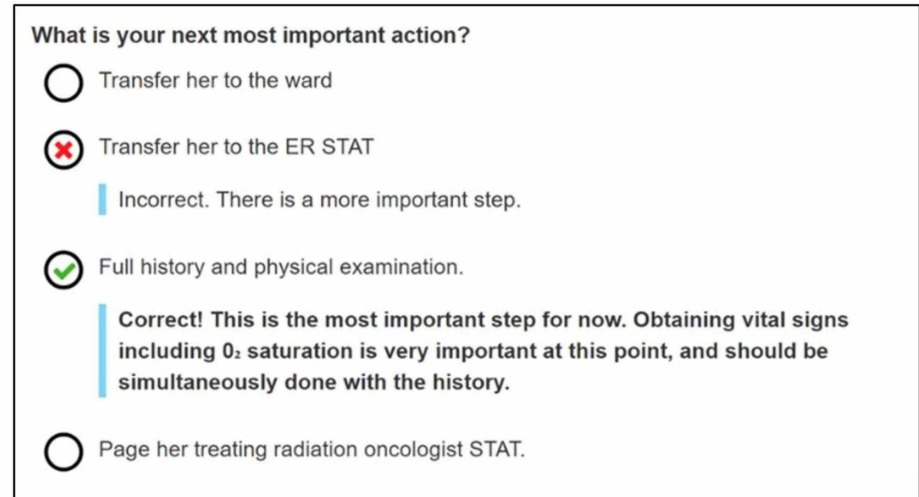 What is your next most important action?
Transfer her to the ward
Transfer her to the ER STAT
Incorrect. There is a more important step.
Full history and physical examination.
Correct! This is the most important step for now. Obtaining vital signs
including 0₂ saturation is very important at this point, and should be
simultaneously done with the history.
Page her treating radiation oncologist STAT.